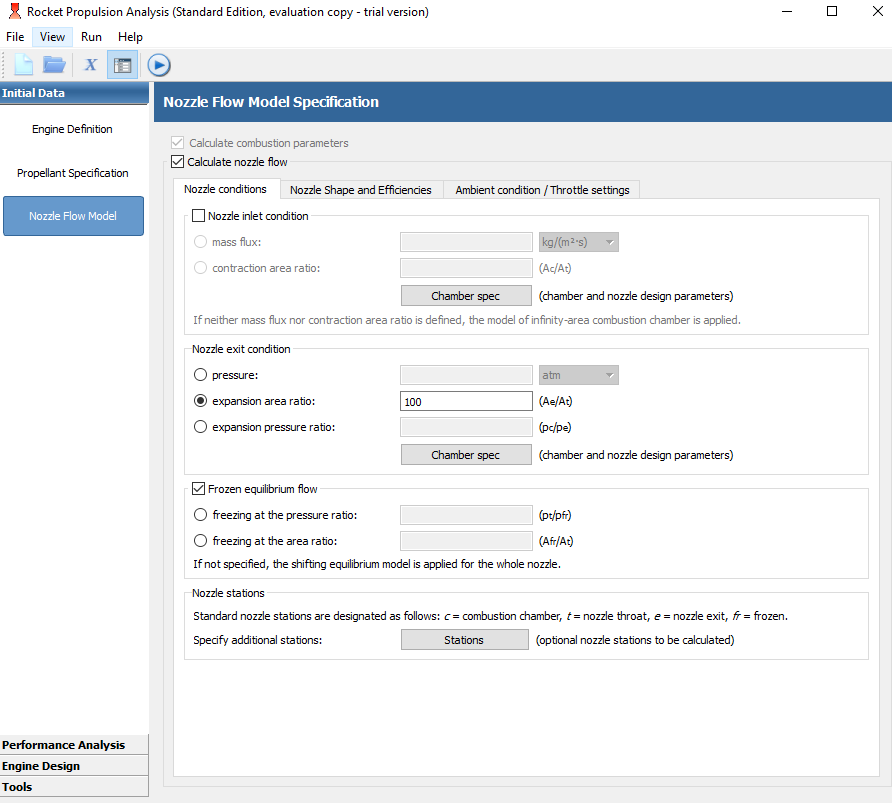 Rocket Propulsion Analysis (Standard Edition, evaluation copy - trial version)
File View Run Help
X
Initial Data
Engine Definition
Propellant Specification
Nozzle Flow Model
Performance Analysis
Engine Design
Tools
Nozzle Flow Model Specification
Calculate combustion parameters
Calculate nozzle flow
Nozzle conditions Nozzle Shape and Efficiencies Ambient condition / Throttle settings
Nozzle inlet condition
mass flux: kg/(m²·s)
contraction area ratio: (Ac/At)
Chamber spec (chamber and nozzle design parameters)
If neither mass flux nor contraction area ratio is defined, the model of infinity-area combustion chamber is applied.
Nozzle exit condition
pressure: atm
expansion area ratio: 100 (Ae/At)
expansion pressure ratio: (pc/pe)
Chamber spec (chamber and nozzle design parameters)
Frozen equilibrium flow
freezing at the pressure ratio: (pt/pfr)
freezing at the area ratio: (Afr/At)
If not specified, the shifting equilibrium model is applied for the whole nozzle.
Nozzle stations
Standard nozzle stations are designated as follows: c = combustion chamber, t = nozzle throat, e = nozzle exit, fr = frozen.
Specify additional stations: Stations (optional nozzle stations to be calculated)